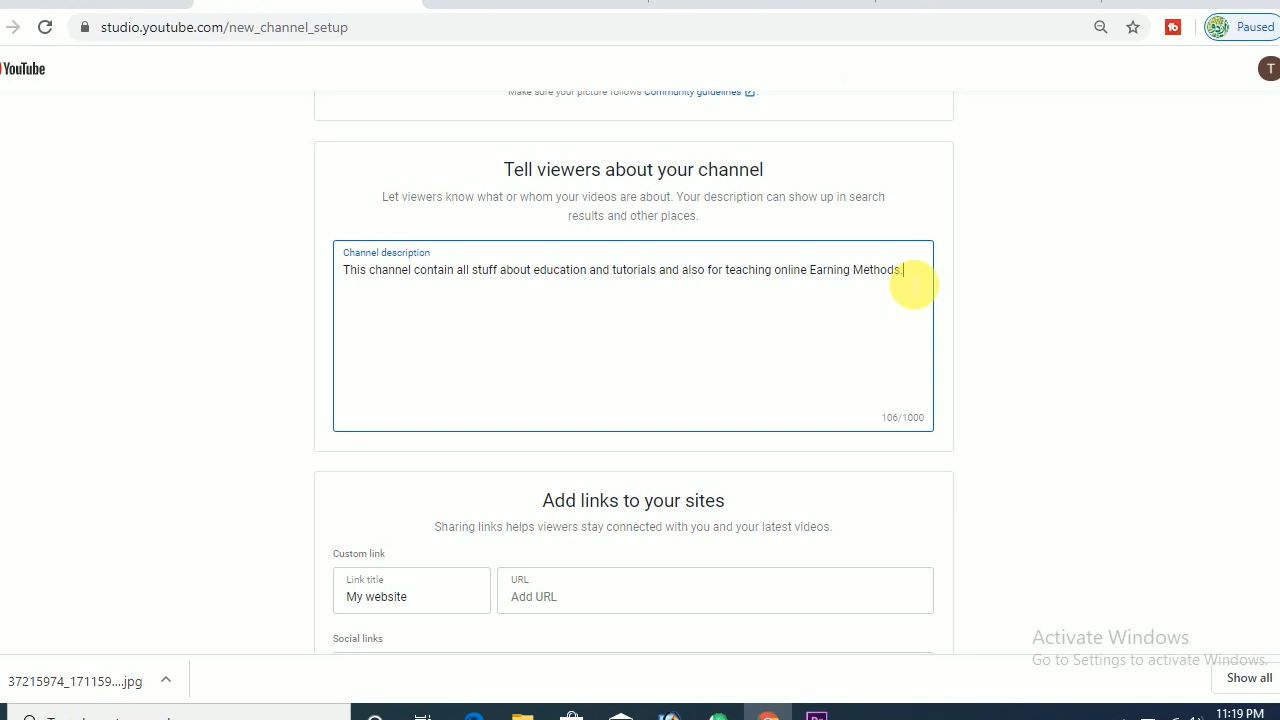 studio.youtube.com/new_channel_setup
Paused
YouTube
T
Make sure your picture follows Community guidelines.
Tell viewers about your channel
Let viewers know what or whom your videos are about. Your description can show up in search
results and other places.
Channel description
This channel contain all stuff about education and tutorials and also for teaching online Earning Methods.
106/1000
Add links to your sites
Sharing links helps viewers stay connected with you and your latest videos.
Custom link
Link title
URL
My website
Add URL
Social links
Activate Windows
Go to Settings to activate Windows.
37215974_171159....jpg
Show all
11:19 PM